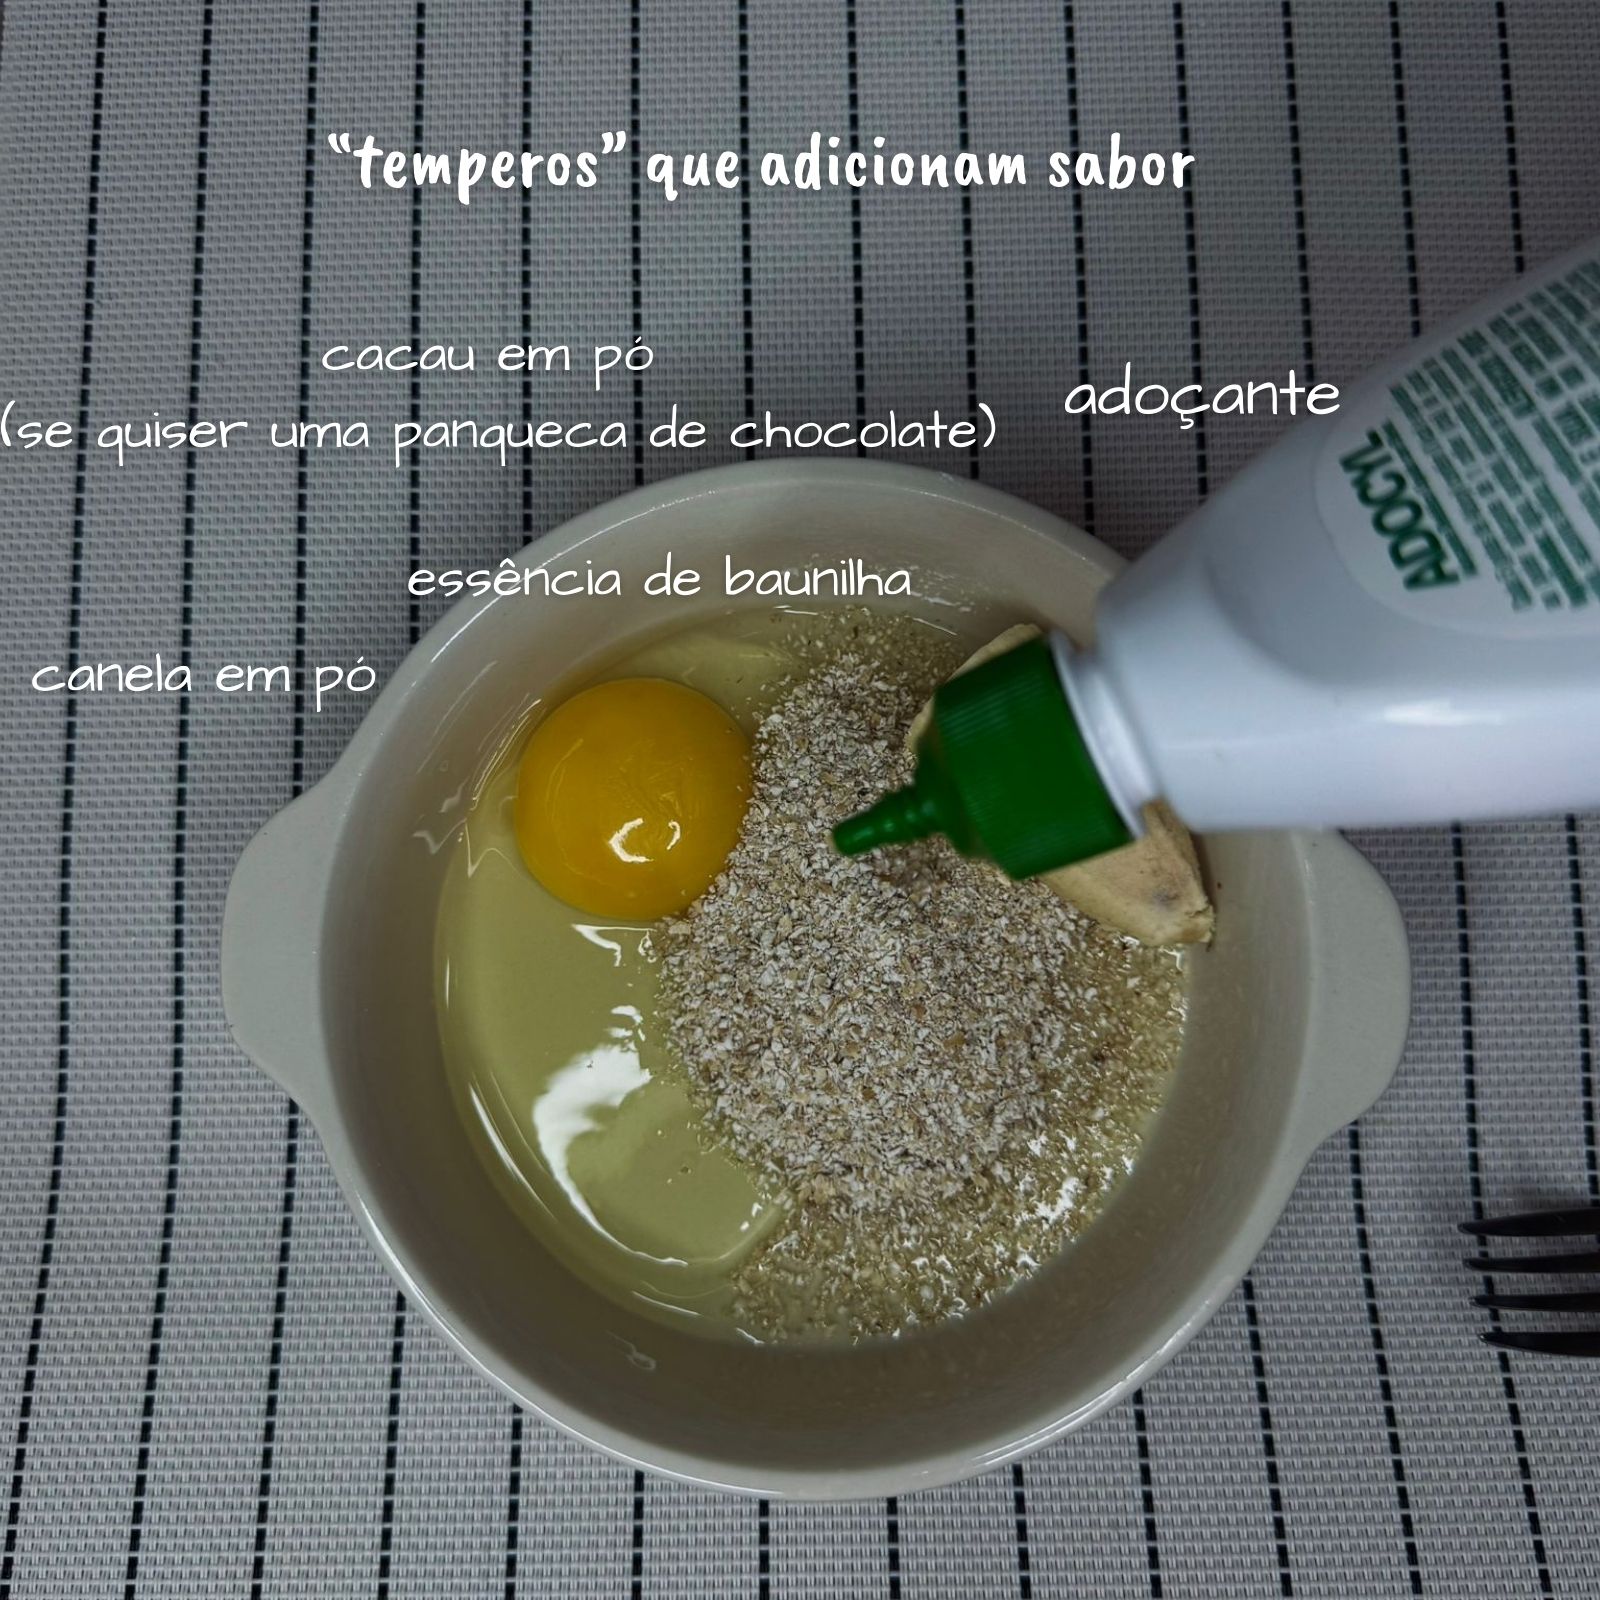 “temperos” que adicionam sabor
cacau em pó
(se quiser uma panqueca de chocolate)
adoçante
essência de baunilha
canela em pó
ADOCYL